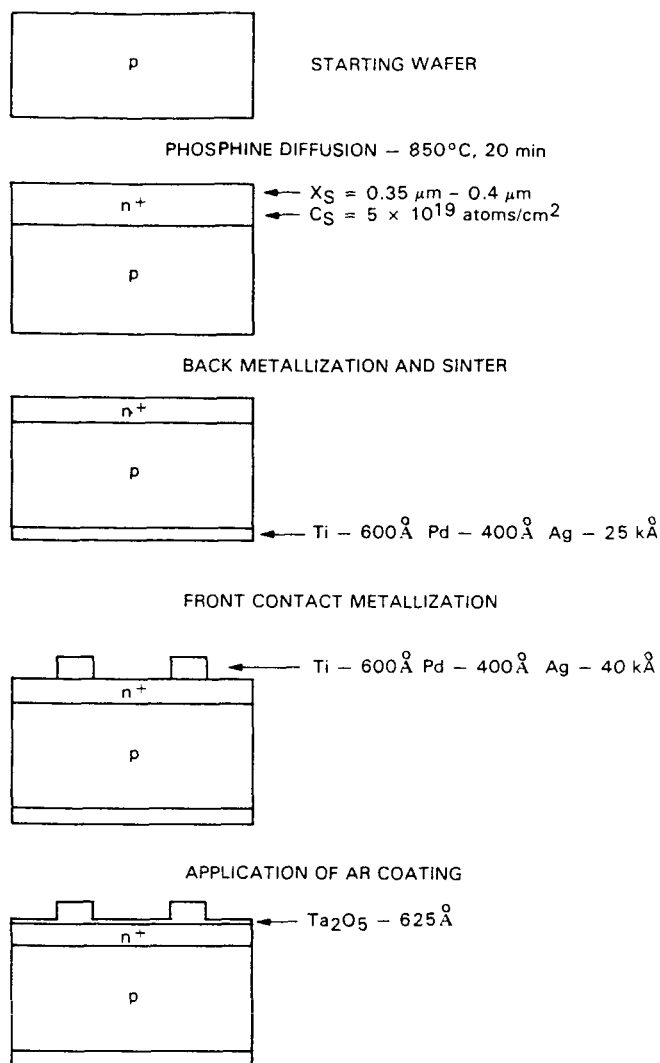 p
STARTING WAFER
PHOSPHINE DIFFUSION – 850°C, 20 min
n+
X_S = 0.35 μm – 0.4 μm
C_S = 5 × 10^19 atoms/cm^2
p
BACK METALLIZATION AND SINTER
n+
p
Ti – 600Å Pd – 400Å Ag – 25 kÅ
FRONT CONTACT METALLIZATION
Ti – 600Å Pd – 400Å Ag – 40 kÅ
n+
p
APPLICATION OF AR COATING
Ta2O5 – 625Å
n+
p